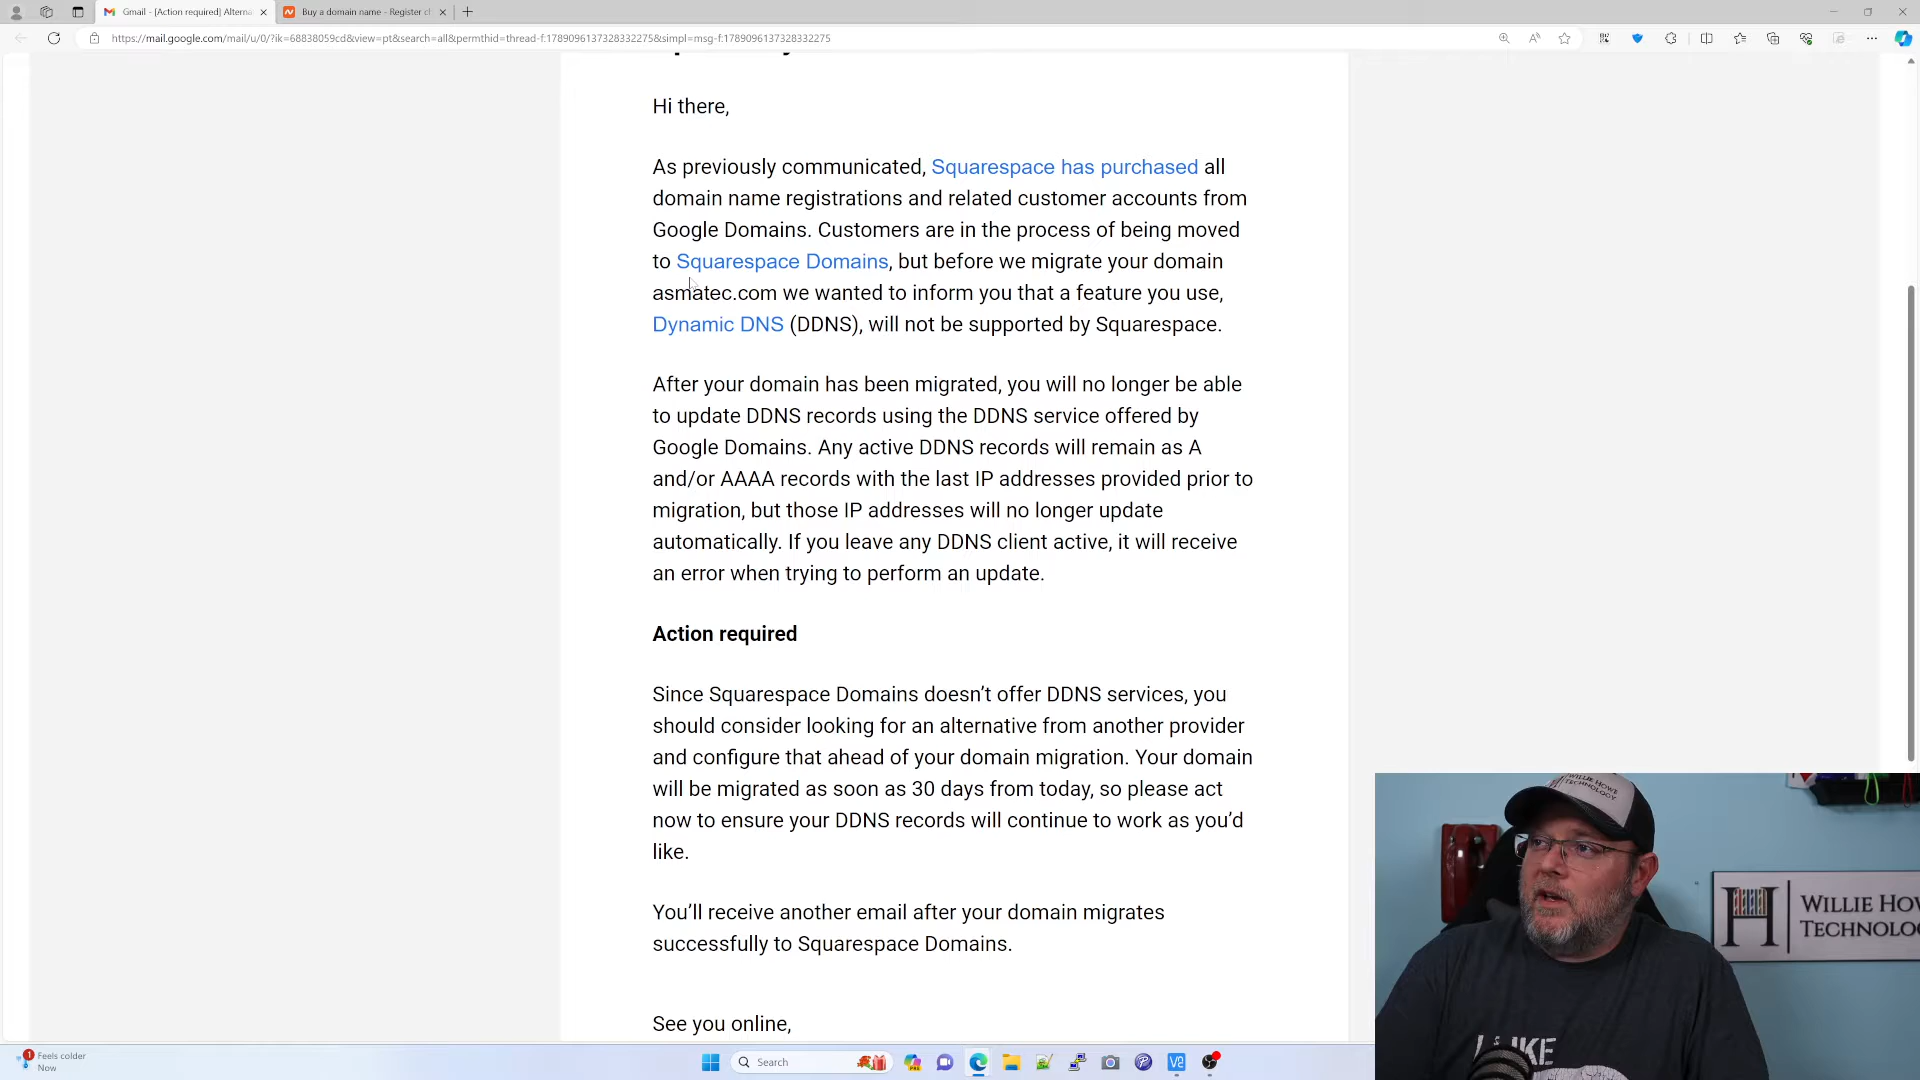 Gmail - [Action required] Alterna
Buy a domain name - Register c
https://mail.google.com/mail/u/0/?ik=68838059cd&view=pt&search=all&permthid=thread-f:1789096137328332275&simpl=msg-f:1789096137328332275
Hi there,
As previously communicated, Squarespace has purchased all
domain name registrations and related customer accounts from
Google Domains. Customers are in the process of being moved
to Squarespace Domains, but before we migrate your domain
asmatec.com we wanted to inform you that a feature you use,
Dynamic DNS (DDNS), will not be supported by Squarespace.
After your domain has been migrated, you will no longer be able
to update DDNS records using the DDNS service offered by
Google Domains. Any active DDNS records will remain as A
and/or AAAA records with the last IP addresses provided prior to
migration, but those IP addresses will no longer update
automatically. If you leave any DDNS client active, it will receive
an error when trying to perform an update.
Action required
Since Squarespace Domains doesn’t offer DDNS services, you
should consider looking for an alternative from another provider
and configure that ahead of your domain migration. Your domain
will be migrated as soon as 30 days from today, so please act
now to ensure your DDNS records will continue to work as you’d
like.
You’ll receive another email after your domain migrates
successfully to Squarespace Domains.
See you online,
WILLIE HOWE
TECHNOLOGY
WILLIE HOW
TECHNOLO
LIKE
1
Feels colder
Now
Search